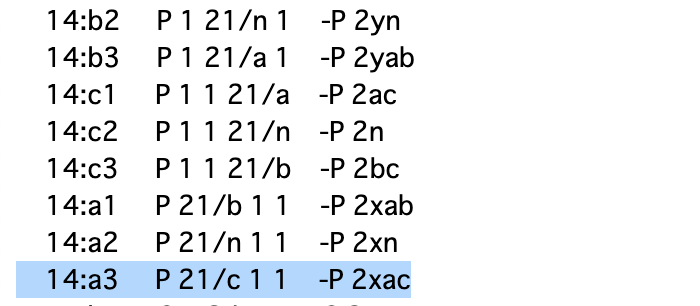 14:b2 P 1 21/n 1 -P 2yn
14:b3 P 1 21/a 1 -P 2yab
14:c1 P 1 1 21/a -P 2ac
14:c2 P 1 1 21/n -P 2n
14:c3 P 1 1 21/b -P 2bc
14:a1 P 21/b 1 1 -P 2xab
14:a2 P 21/n 1 1 -P 2xn
14:a3 P 21/c 1 1 -P 2xac